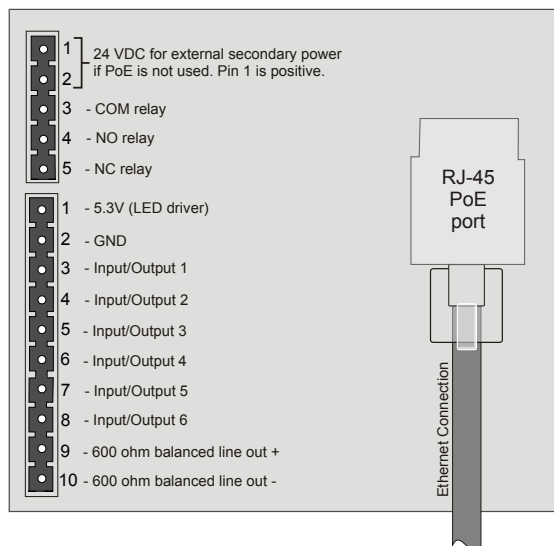 1
24 VDC for external secondary power
2
if PoE is not used. Pin 1 is positive.
3 - COM relay
4 - NO relay
5 - NC relay
1 - 5.3V (LED driver)
2 - GND
3 - Input/Output 1
4 - Input/Output 2
5 - Input/Output 3
6 - Input/Output 4
7 - Input/Output 5
8 - Input/Output 6
9 - 600 ohm balanced line out +
10 - 600 ohm balanced line out -
RJ-45
PoE
port
Ethernet Connection